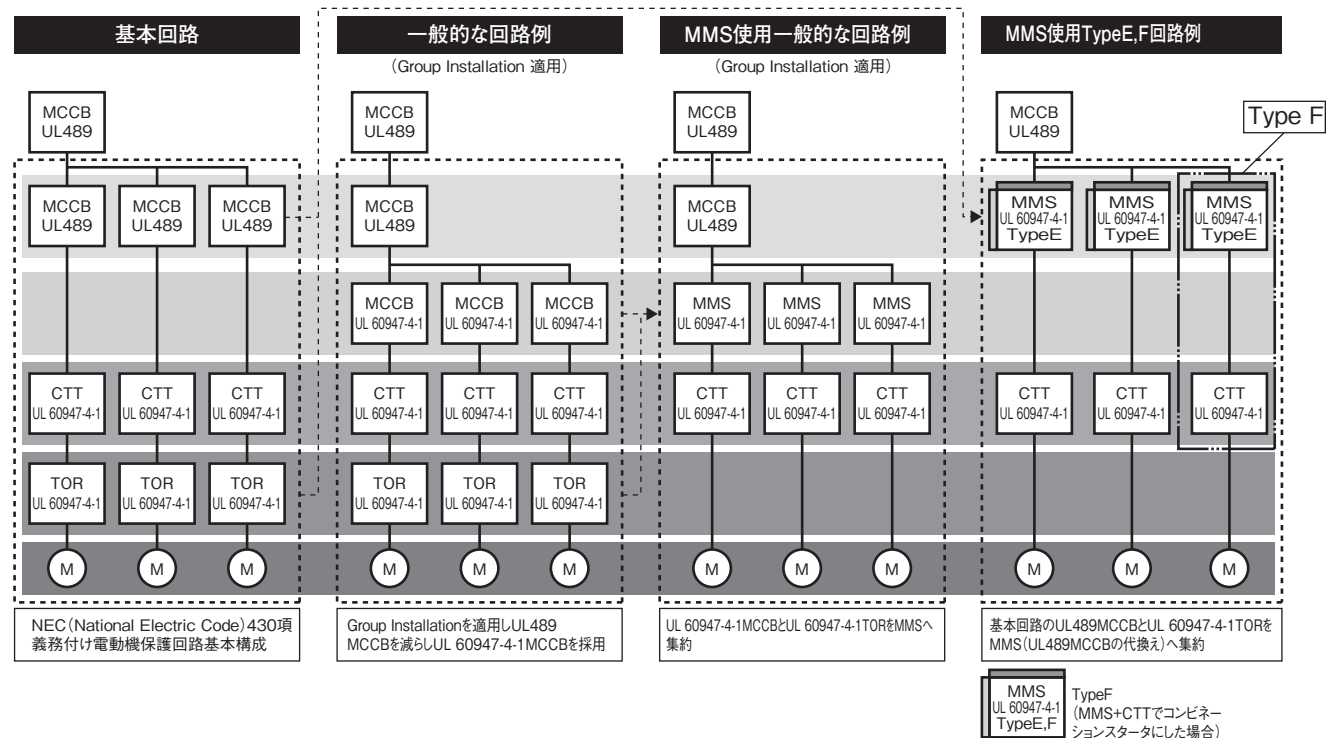 基本回路
一般的な回路例
（Group Installation 適用）
MMS使用一般的な回路例
（Group Installation 適用）
MMS使用TypeE,F回路例
Type F
MCCB
UL489
MCCB
UL489
MCCB
UL489
MCCB
UL489
MCCB
UL489
MCCB
UL489
MCCB
UL489
MCCB
UL489
MCCB
UL489
MMS
UL 60947-4-1
TypeE
MMS
UL 60947-4-1
TypeE
MMS
UL 60947-4-1
TypeE
MCCB
UL 60947-4-1
MCCB
UL 60947-4-1
MCCB
UL 60947-4-1
MMS
UL 60947-4-1
MMS
UL 60947-4-1
MMS
UL 60947-4-1
CTT
UL 60947-4-1
CTT
UL 60947-4-1
CTT
UL 60947-4-1
CTT
UL 60947-4-1
CTT
UL 60947-4-1
CTT
UL 60947-4-1
CTT
UL 60947-4-1
CTT
UL 60947-4-1
CTT
UL 60947-4-1
CTT
UL 60947-4-1
CTT
UL 60947-4-1
CTT
UL 60947-4-1
TOR
UL 60947-4-1
TOR
UL 60947-4-1
TOR
UL 60947-4-1
TOR
UL 60947-4-1
TOR
UL 60947-4-1
TOR
UL 60947-4-1
M
M
M
M
M
M
M
M
M
M
M
M
NEC（National Electric Code）430項
義務付け電動機保護回路基本構成
Group Installationを適用しUL489
MCCBを減らしUL 60947-4-1MCCBを採用
UL 60947-4-1MCCBとUL 60947-4-1TORをMMSへ
集約
基本回路のUL489MCCBとUL 60947-4-1TORを
MMS（UL489MCCBの代換え）へ集約
MMS
UL 60947-4-1
TypeE,F
TypeF
（MMS+CTTでコンビネー
ションスタータにした場合）